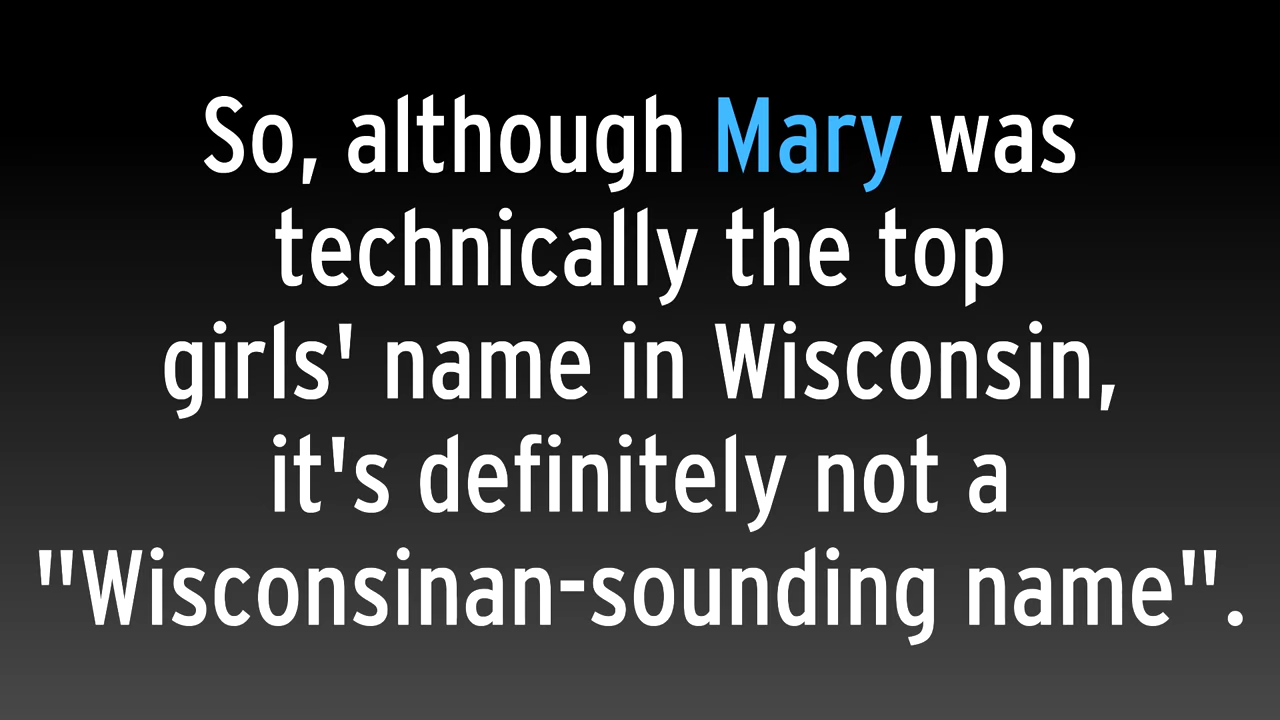 So, although Mary was
technically the top
girls' name in Wisconsin,
it's definitely not a
"Wisconsinan-sounding name".